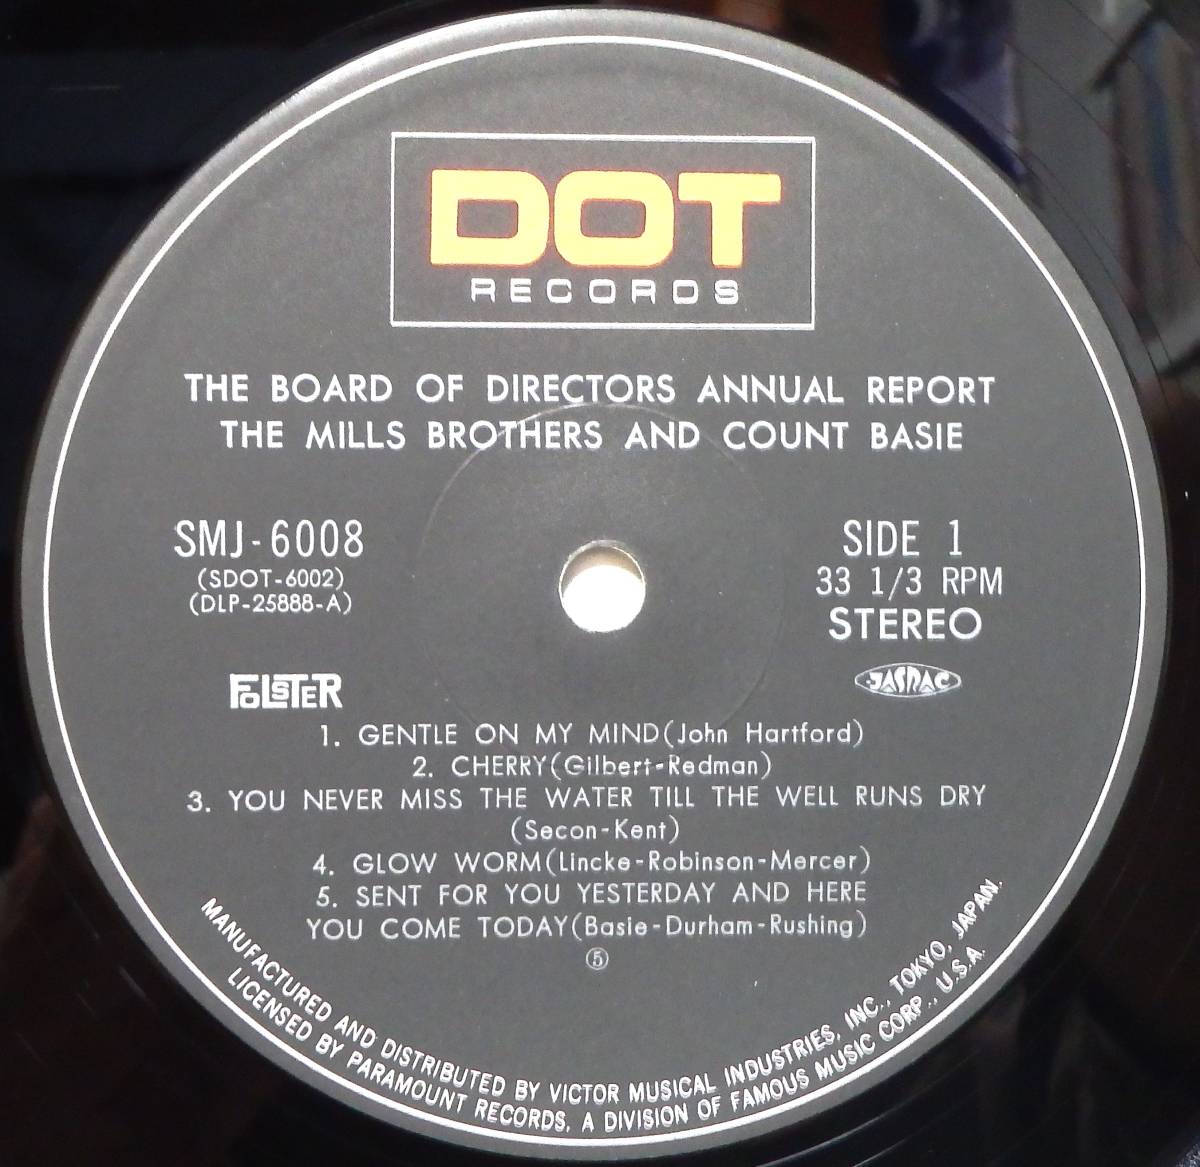 DOT
RECORDS
THE BOARD OF DIRECTORS ANNUAL REPORT
THE MILLS BROTHERS AND COUNT BASIE
SMJ-6008
(SDOT-6002)
(DLP-25888-A)
SIDE 1
33 1/3 RPM
STEREO
FOLSTER
JASRAC
1. GENTLE ON MY MIND(John Hartford)
2. CHERRY(Gilbert-Redman)
3. YOU NEVER MISS THE WATER TILL THE WELL RUNS DRY
(Secon-Kent)
4. GLOW WORM(Lincke-Robinson-Mercer)
5. SENT FOR YOU YESTERDAY AND HERE
YOU COME TODAY(Basie-Durham-Rushing)
⑤
MANUFACTURED AND DISTRIBUTED BY VICTOR MUSICAL INDUSTRIES, INC., TOKYO, JAPAN.
LICENSED BY PARAMOUNT RECORDS, A DIVISION OF FAMOUS MUSIC CORP., U.S.A.